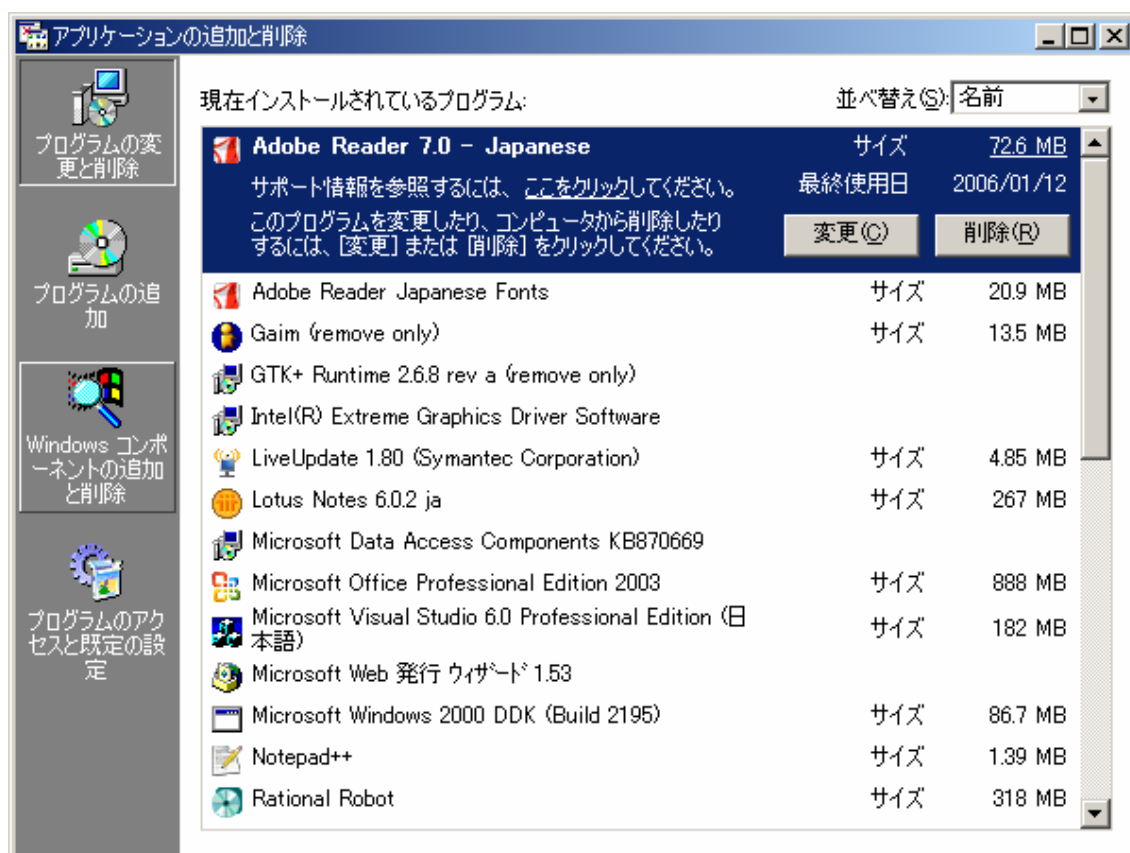 アプリケーションの追加と削除
プログラムの変
更と削除
プログラムの追
加
Windows コンポ
ーネントの追加
と削除
プログラムのアク
セスと既定の設
定
現在インストールされているプログラム:
並べ替え(S):
名前
Adobe Reader 7.0 - Japanese サイズ 72.6 MB
サポート情報を参照するには、ここをクリックしてください。 最終使用日 2006/01/12
このプログラムを変更したり、コンピュータから削除したり
するには、[変更] または [削除] をクリックしてください。
変更(C) 削除(R)
Adobe Reader Japanese Fonts サイズ 20.9 MB
Gaim (remove only) サイズ 13.5 MB
GTK+ Runtime 2.6.8 rev a (remove only)
Intel(R) Extreme Graphics Driver Software
LiveUpdate 1.80 (Symantec Corporation) サイズ 4.85 MB
Lotus Notes 6.0.2 ja サイズ 267 MB
Microsoft Data Access Components KB870669
Microsoft Office Professional Edition 2003 サイズ 888 MB
Microsoft Visual Studio 6.0 Professional Edition (日
本語) サイズ 182 MB
Microsoft Web 発行 ウィザード 1.53
Microsoft Windows 2000 DDK (Build 2195) サイズ 86.7 MB
Notepad++ サイズ 1.39 MB
Rational Robot サイズ 318 MB